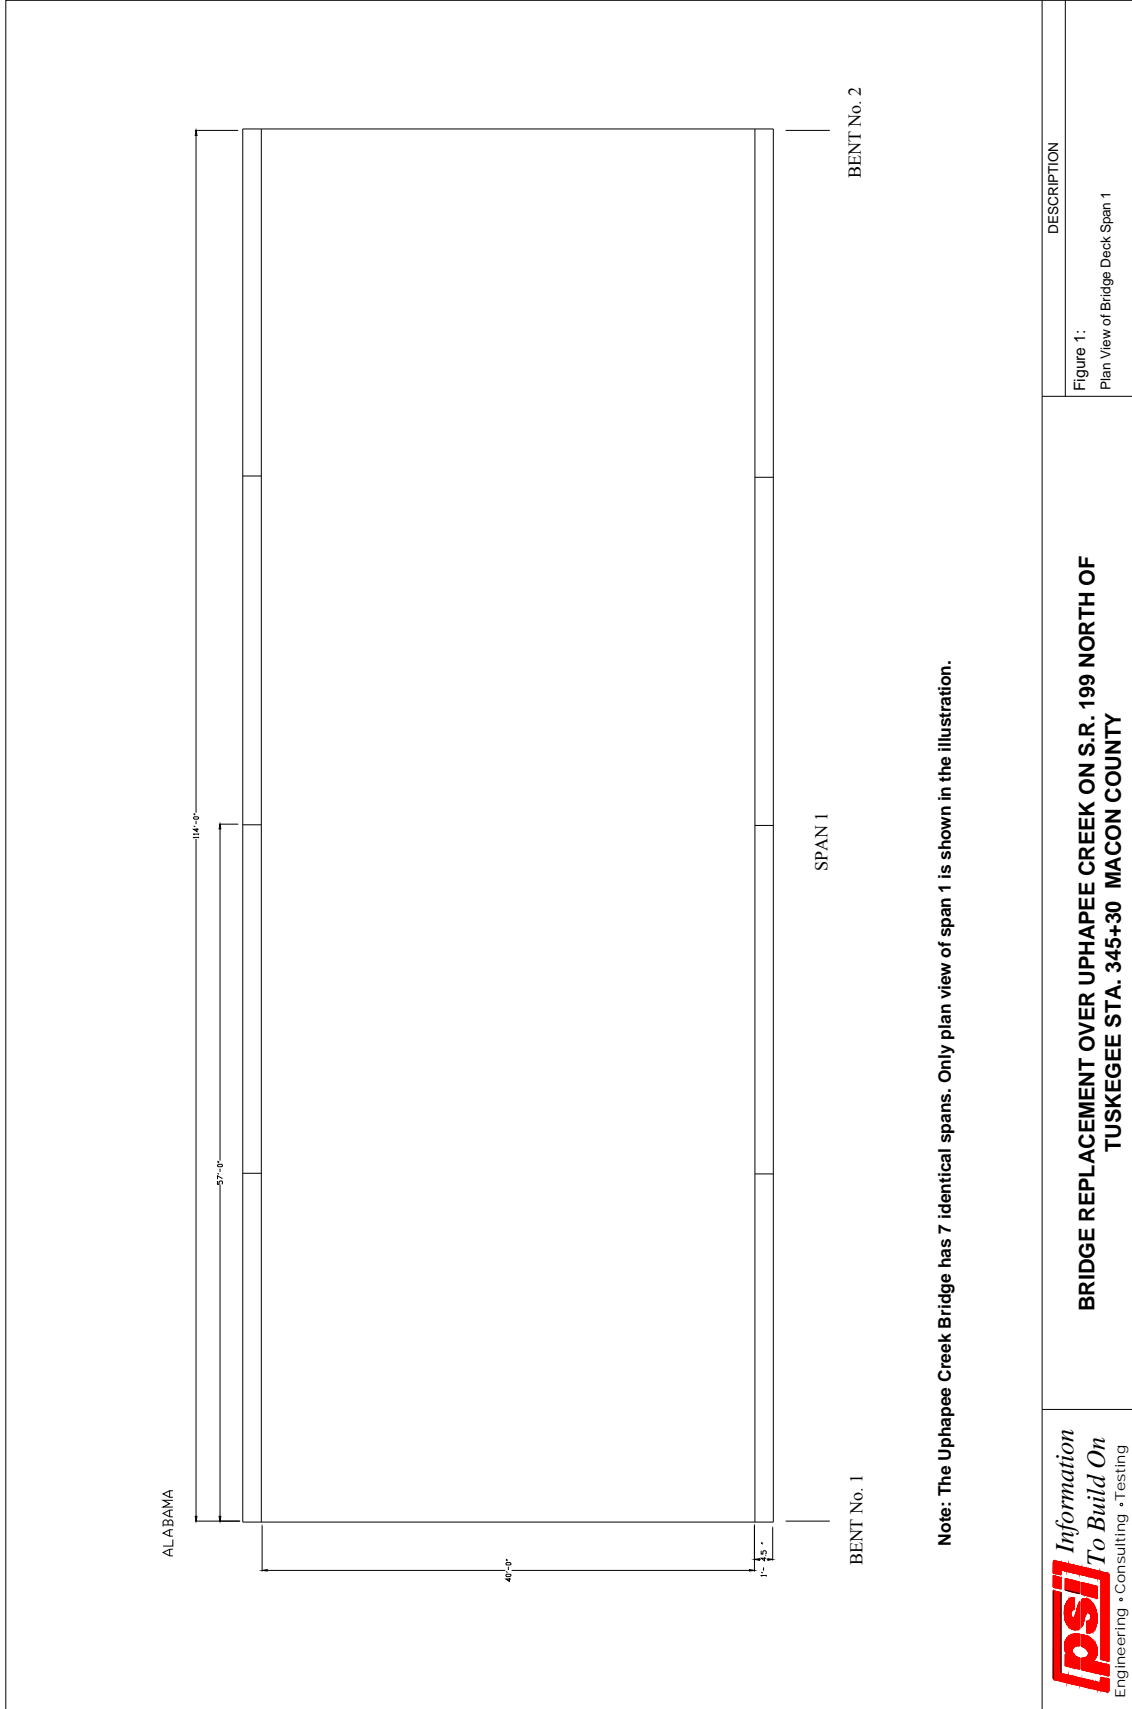 ALABAMA
114'-0"
57'-0"
40'-0"
BENT No. 1
SPAN 1
BENT No. 2
Note: The Uphapee Creek Bridge has 7 identical spans. Only plan view of span 1 is shown in the illustration.
psi Information
To Build On
Engineering • Consulting • Testing
BRIDGE REPLACEMENT OVER UPHAPEE CREEK ON S.R. 199 NORTH OF
TUSKEGEE STA. 345+30 MACON COUNTY
DESCRIPTION
Figure 1:
Plan View of Bridge Deck Span 1